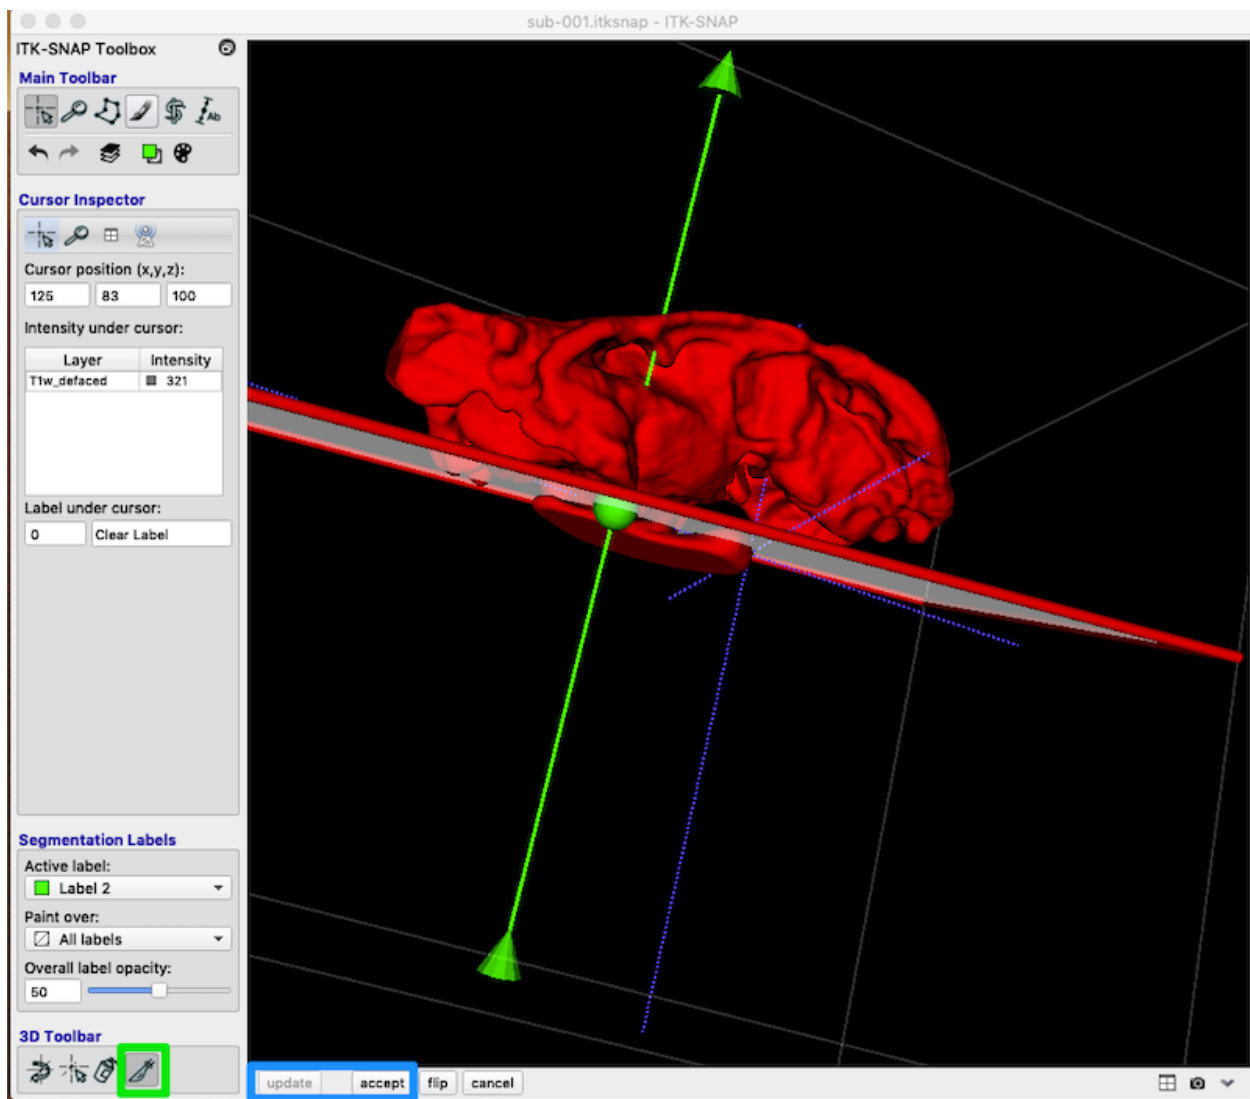 sub-001.itksnap - ITK-SNAP
ITK-SNAP Toolbox
Main Toolbar
Ab
Cursor Inspector
Cursor position (x,y,z):
125 83 100
Intensity under cursor:
Layer Intensity
T1w_defaced 321
Label under cursor:
0 Clear Label
Segmentation Labels
Active label:
Label 2
Paint over:
All labels
Overall label opacity:
50
3D Toolbar
update accept flip cancel